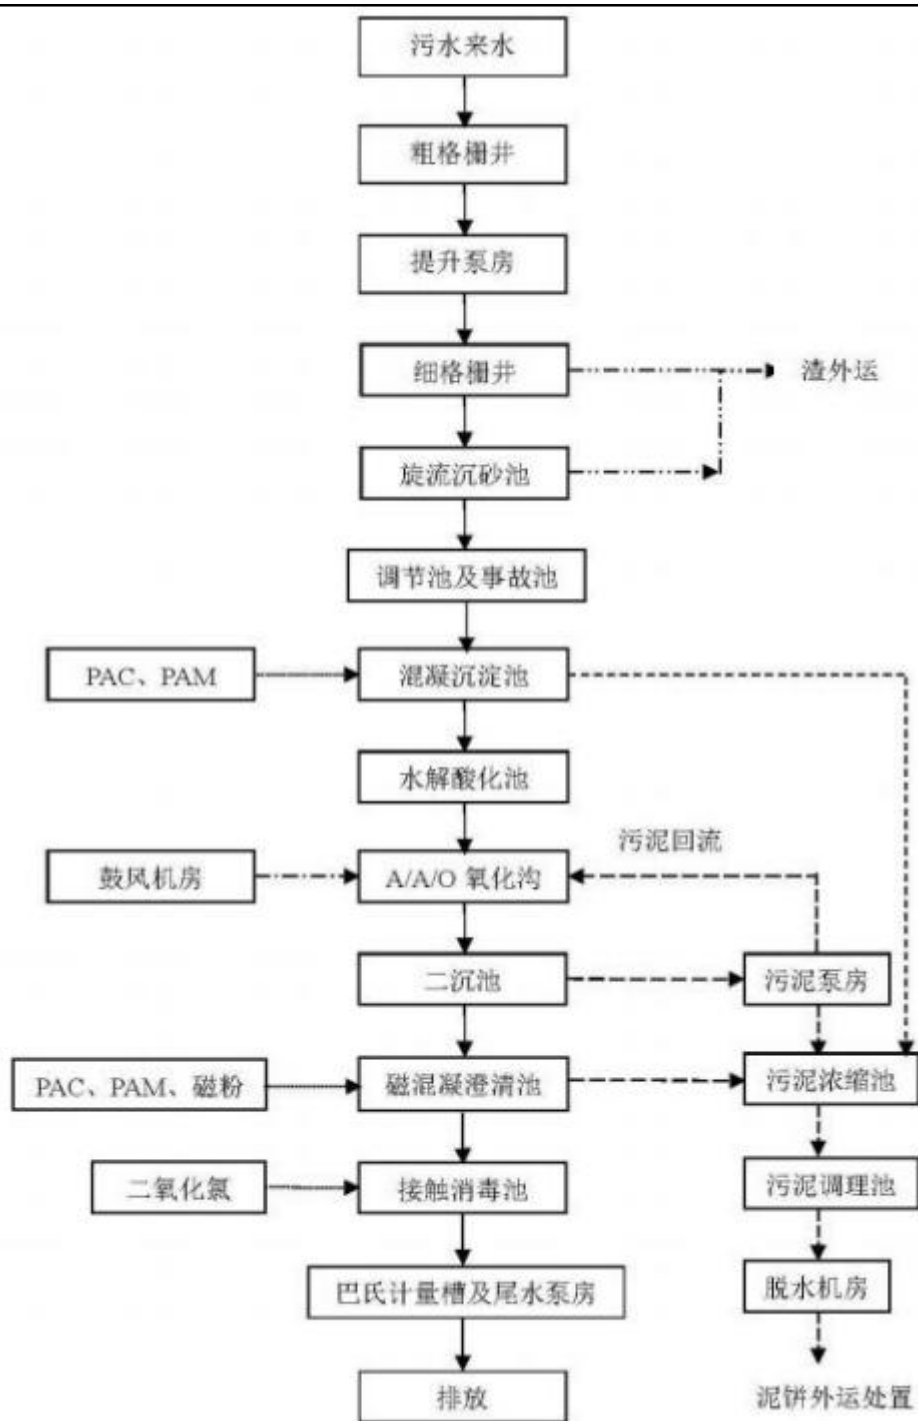 污水来水
粗格栅井
提升泵房
细格栅井
渣外运
旋流沉砂池
调节池及事故池
PAC、PAM
混凝沉淀池
水解酸化池
污泥回流
鼓风机房
A/A/O 氧化沟
二沉池
污泥泵房
PAC、PAM、磁粉
磁混凝澄清池
污泥浓缩池
二氧化氯
接触消毒池
污泥调理池
巴氏计量槽及尾水泵房
脱水机房
排放
泥饼外运处置